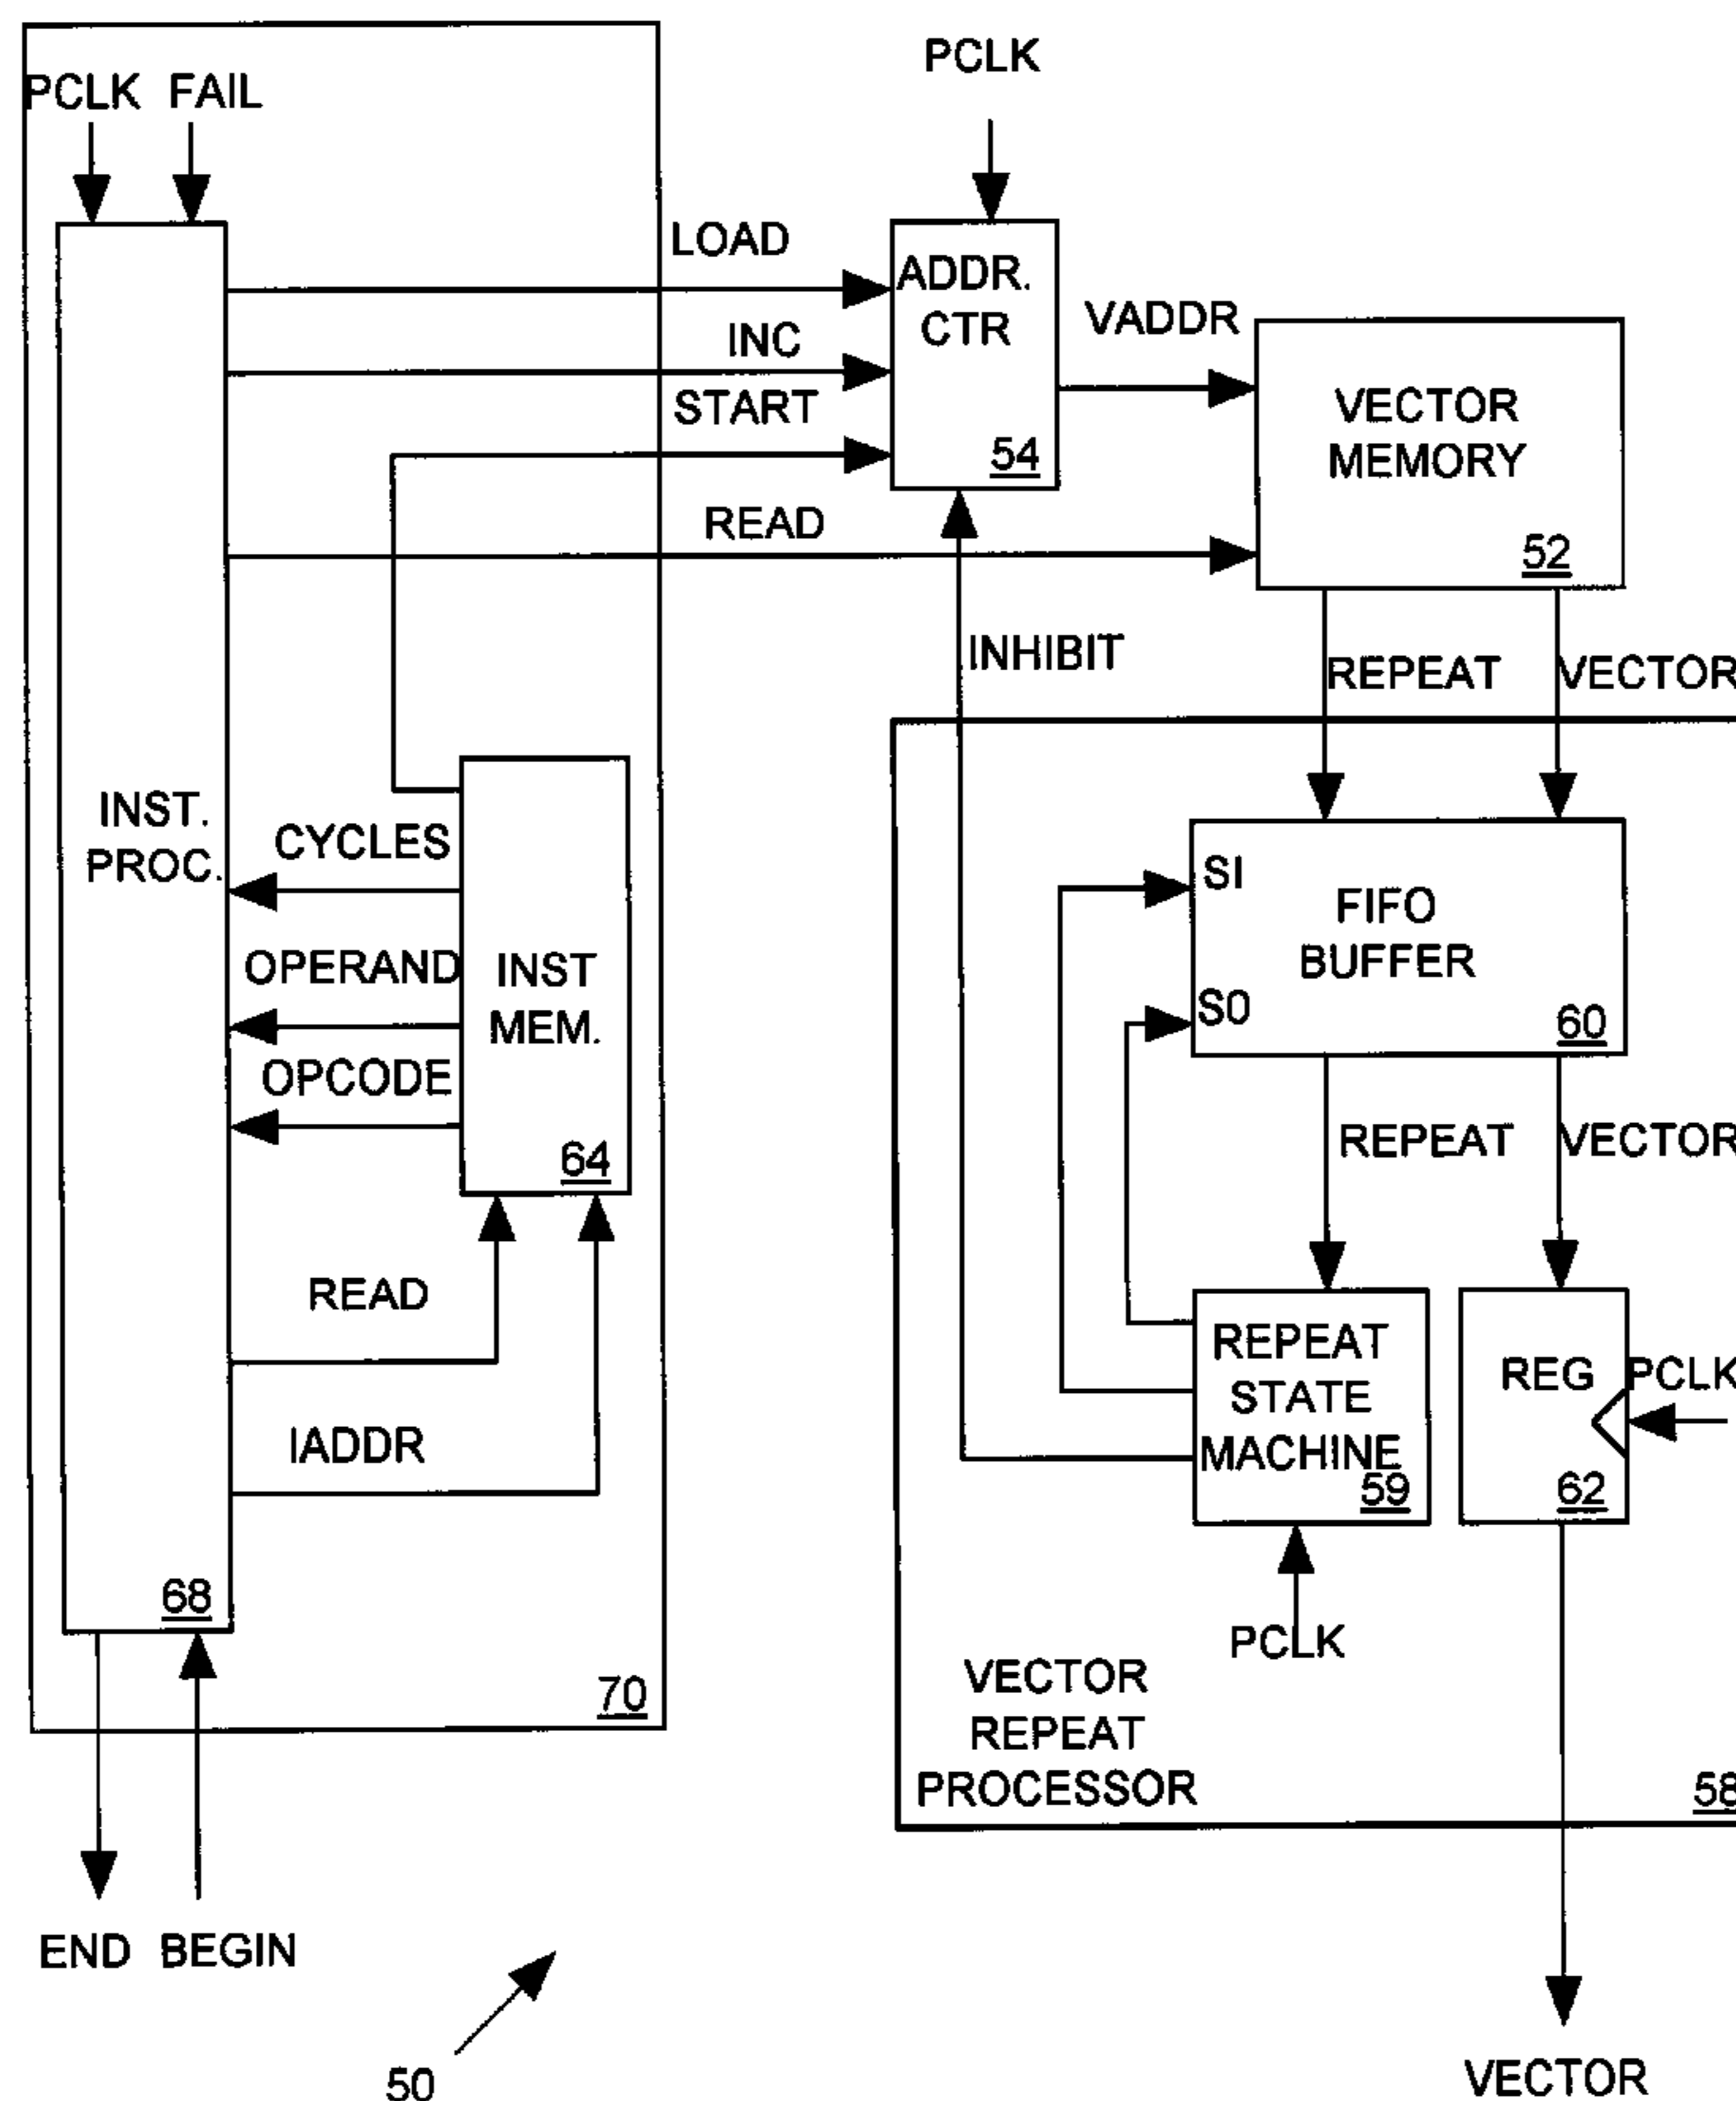 PCLK FAIL
PCLK
LOAD
INC
START
READ
ADDR.
CTR
54
VADDR
VECTOR
MEMORY
52
INHIBIT
REPEAT
VECTOR
INST.
PROC.
CYCLES
OPERAND
OPCODE
INST
MEM.
64
READ
IADDR
68
70
SI
SO
FIFO
BUFFER
60
REPEAT
VECTOR
REPEAT
STATE
MACHINE
59
REG
62
PCLK
PCLK
VECTOR
REPEAT
PROCESSOR
58
END BEGIN
50
VECTOR